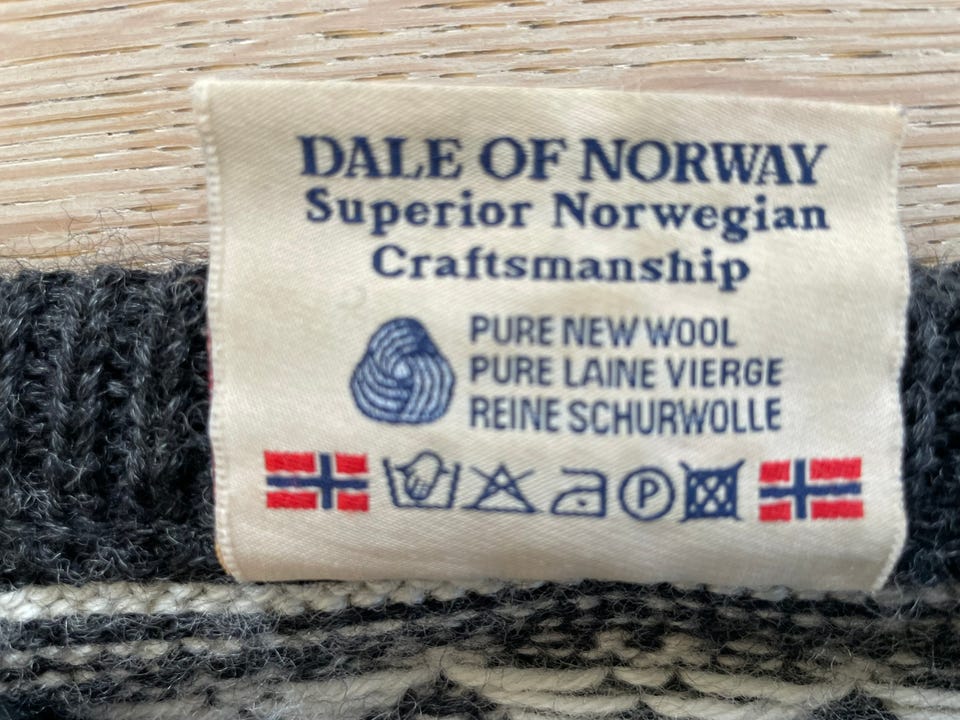 DALE OF NORWAY
Superior Norwegian
Craftsmanship
PURE NEW WOOL
PURE LAINE VIERGE
REINE SCHURWOLLE
P